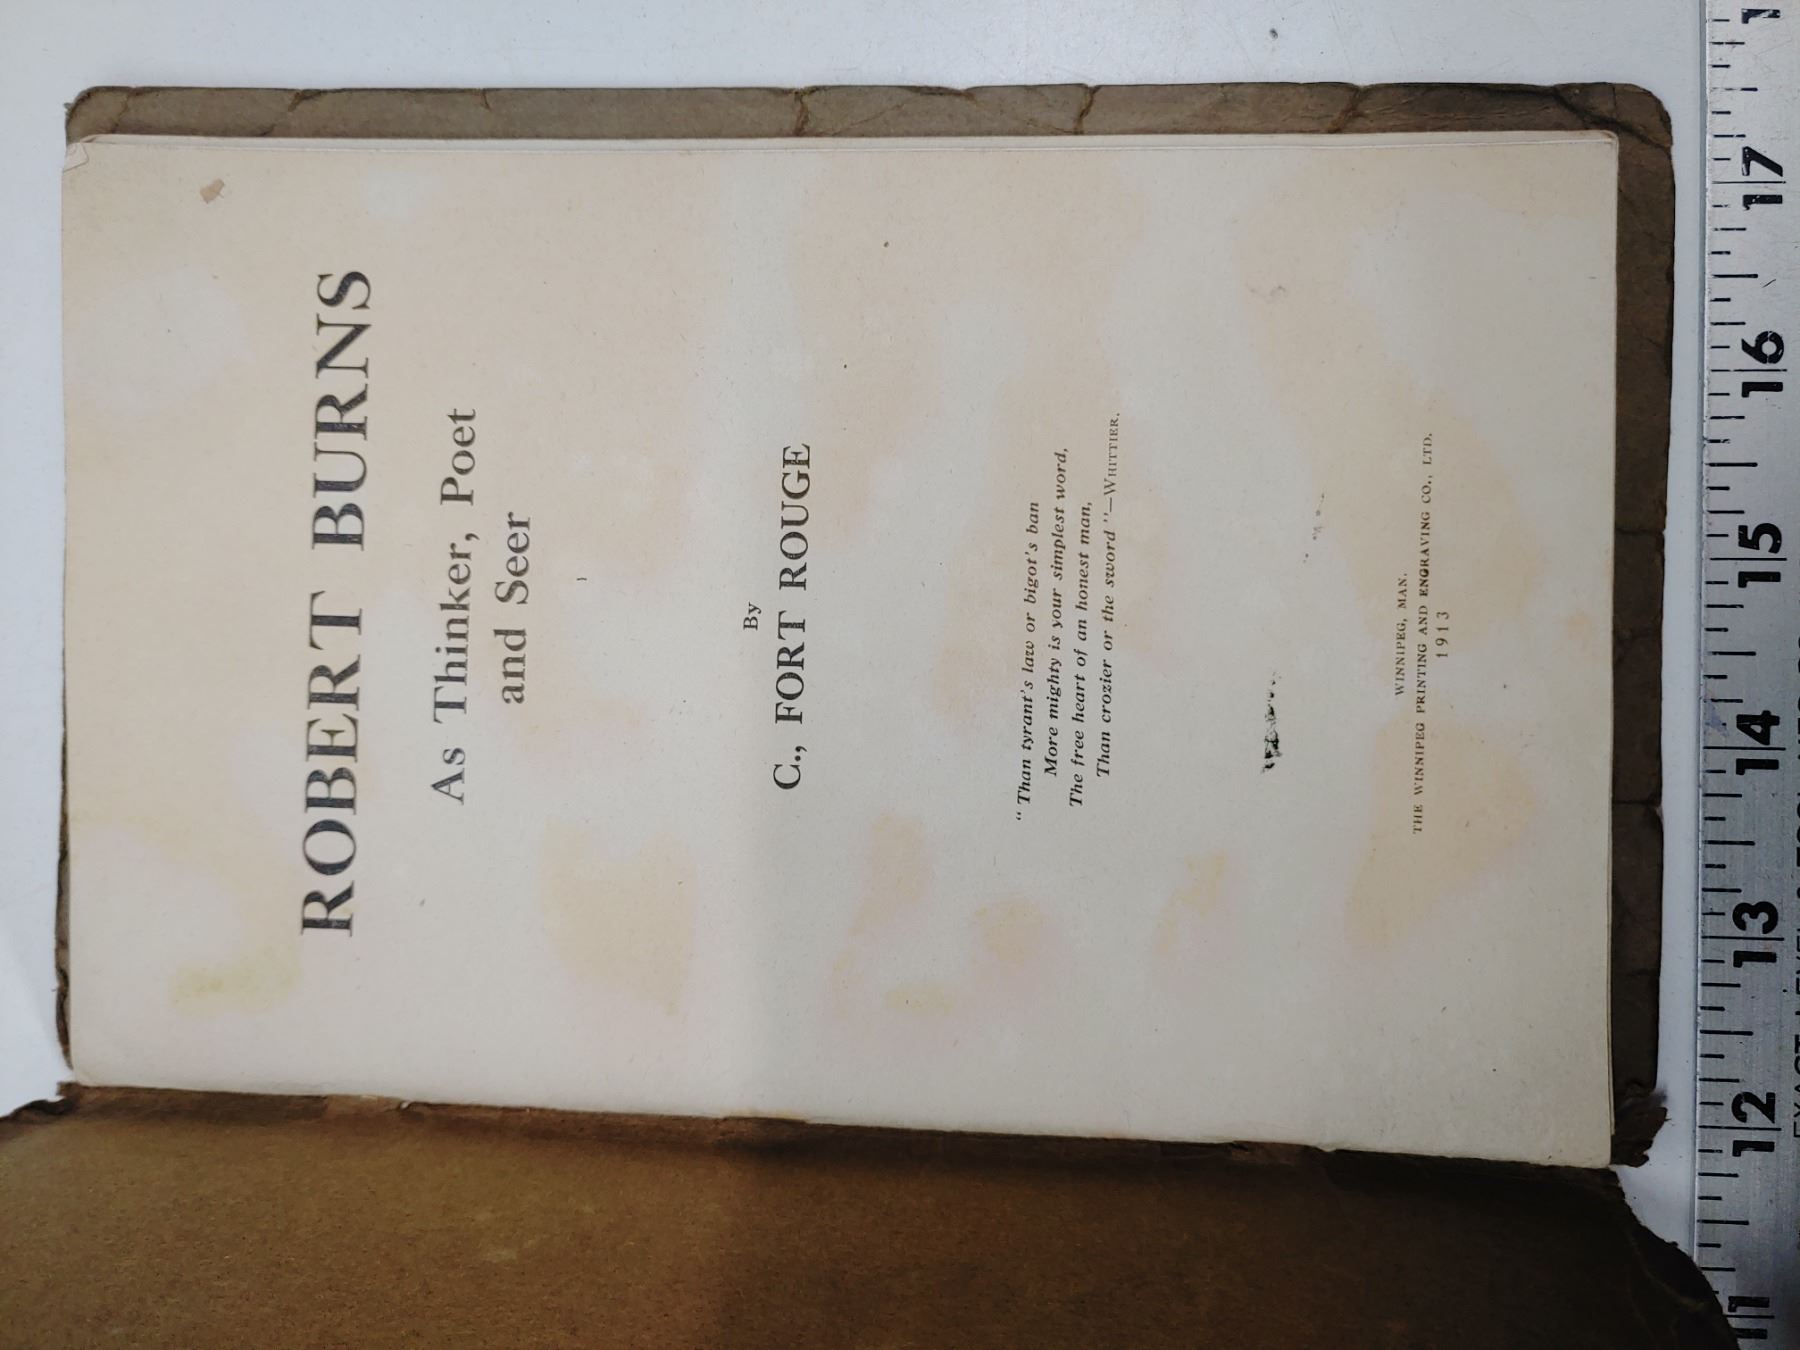 ROBERT BURNS
As Thinker, Poet
and Seer
By
C., FORT ROUGE
“Than tyrant's law or bigot's ban
More mighty is your simplest word,
The free heart of an honest man,
Than crozier or the sword”—WHITTIER.
WINNIPEG, MAN.
THE WINNIPEG PRINTING AND ENGRAVING CO., LTD.
1913
11
12
13
14
15
16
17
1